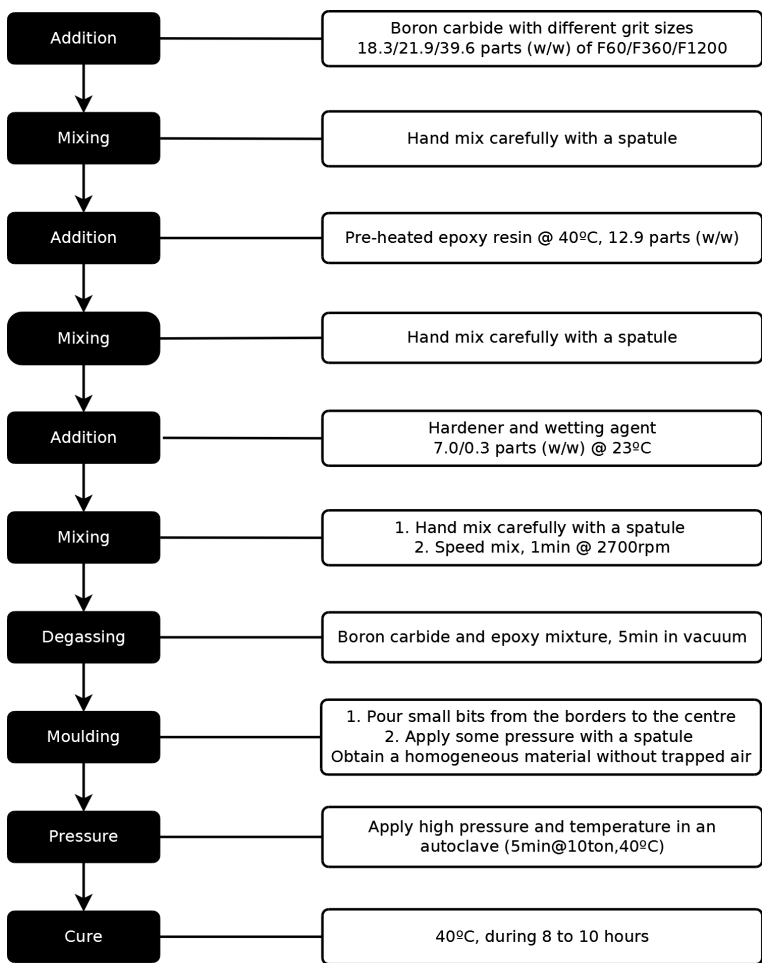 Addition
Boron carbide with different grit sizes
18.3/21.9/39.6 parts (w/w) of F60/F360/F1200
Mixing
Hand mix carefully with a spatule
Addition
Pre-heated epoxy resin @ 40ºC, 12.9 parts (w/w)
Mixing
Hand mix carefully with a spatule
Addition
Hardener and wetting agent
7.0/0.3 parts (w/w) @ 23ºC
Mixing
1. Hand mix carefully with a spatule
2. Speed mix, 1min @ 2700rpm
Degassing
Boron carbide and epoxy mixture, 5min in vacuum
Moulding
1. Pour small bits from the borders to the centre
2. Apply some pressure with a spatule
Obtain a homogeneous material without trapped air
Pressure
Apply high pressure and temperature in an
autoclave (5min@10ton,40ºC)
Cure
40ºC, during 8 to 10 hours